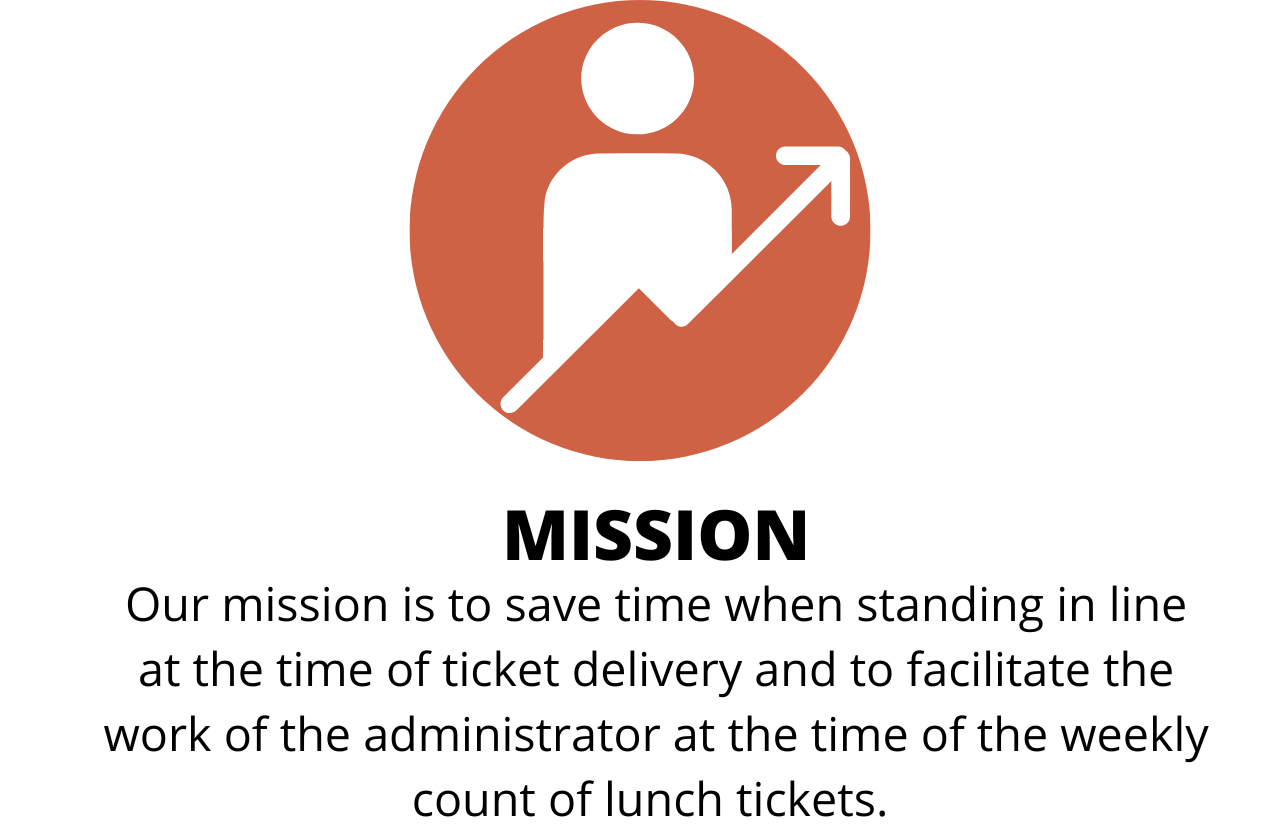 MISSION
Our mission is to save time when standing in line
at the time of ticket delivery and to facilitate the
work of the administrator at the time of the weekly
count of lunch tickets.